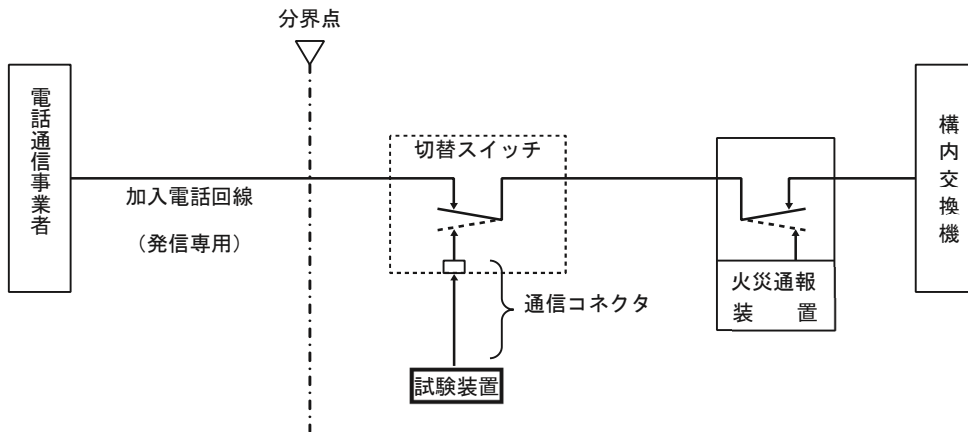 分界点
電話通信事業者
切替スイッチ
構内交換機
加入電話回線
（発信専用）
火災通報
装　置
通信コネクタ
試験装置